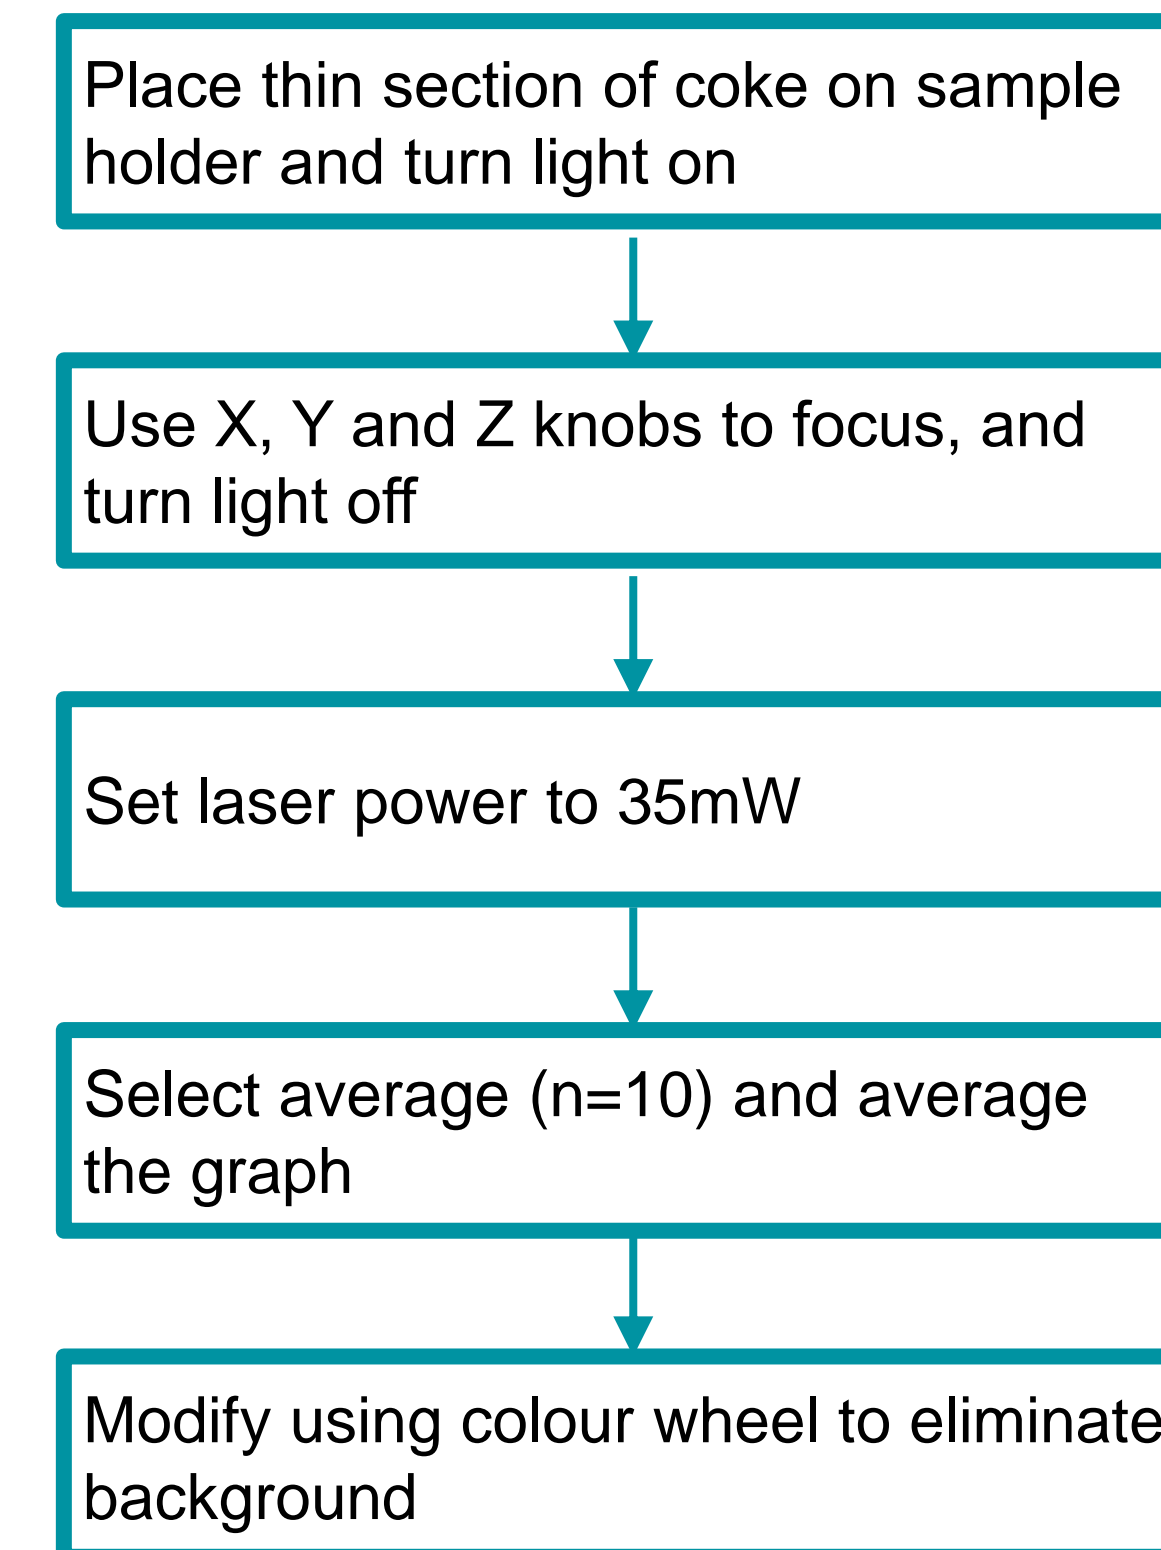 Place thin section of coke on sample
holder and turn light on
Use X, Y and Z knobs to focus, and
turn light off
Set laser power to 35mW
Select average (n=10) and average
the graph
Modify using colour wheel to eliminate
background